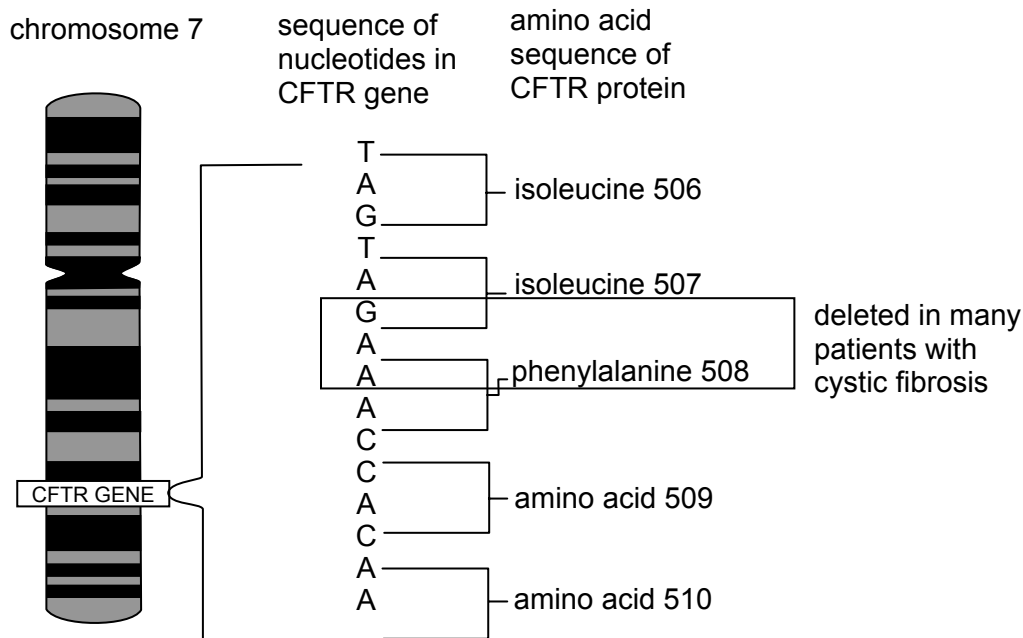 chromosome 7
sequence of
nucleotides in
CFTR gene
amino acid
sequence of
CFTR protein
T
A
G
T
A
G
A
A
A
C
C
A
C
A
A
isoleucine 506
isoleucine 507
phenylalanine 508
amino acid 509
amino acid 510
deleted in many
patients with
cystic fibrosis
CFTR GENE